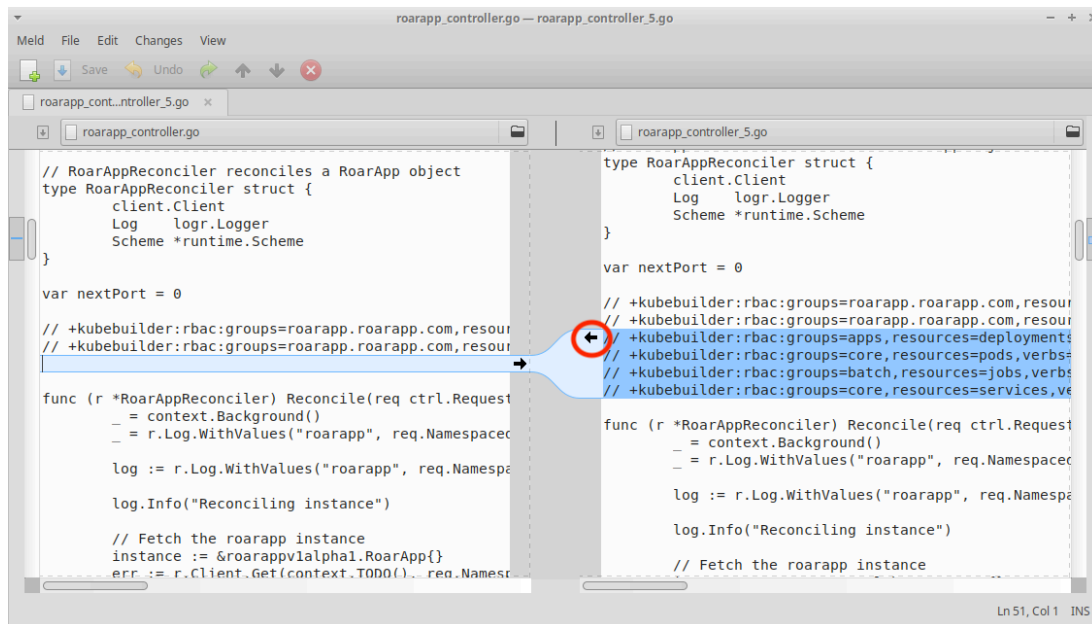 roarapp_controller.go — roarapp_controller_5.go
Meld File Edit Changes View
Save Undo
roarapp_cont...ntroller_5.go
roarapp_controller.go
// RoarAppReconciler reconciles a RoarApp object
type RoarAppReconciler struct {
client.Client
Log logr.Logger
Scheme *runtime.Scheme
}
var nextPort = 0
// +kubebuilder:rbac:groups=roarapp.roarapp.com,resour
// +kubebuilder:rbac:groups=roarapp.roarapp.com,resour
func (r *RoarAppReconciler) Reconcile(req ctrl.Request
_ = context.Background()
_ = r.Log.WithValues("roarapp", req.Namespaced
log := r.Log.WithValues("roarapp", req.Namespa
log.Info("Reconciling instance")
// Fetch the roarapp instance
instance := &roarappv1alpha1.RoarApp{}
err := r.Client.Get(context.TODO(), req.Namesp
roarapp_controller_5.go
type RoarAppReconciler struct {
client.Client
Log logr.Logger
Scheme *runtime.Scheme
}
var nextPort = 0
// +kubebuilder:rbac:groups=roarapp.roarapp.com,resour
// +kubebuilder:rbac:groups=roarapp.roarapp.com,resour
// +kubebuilder:rbac:groups=apps,resources=deployments
// +kubebuilder:rbac:groups=core,resources=pods,verbs=
// +kubebuilder:rbac:groups=batch,resources=jobs,verbs
// +kubebuilder:rbac:groups=core,resources=services,ve
func (r *RoarAppReconciler) Reconcile(req ctrl.Request
_ = context.Background()
_ = r.Log.WithValues("roarapp", req.Namespaced
log := r.Log.WithValues("roarapp", req.Namespa
log.Info("Reconciling instance")
// Fetch the roarapp instance
Ln 51, Col 1 INS